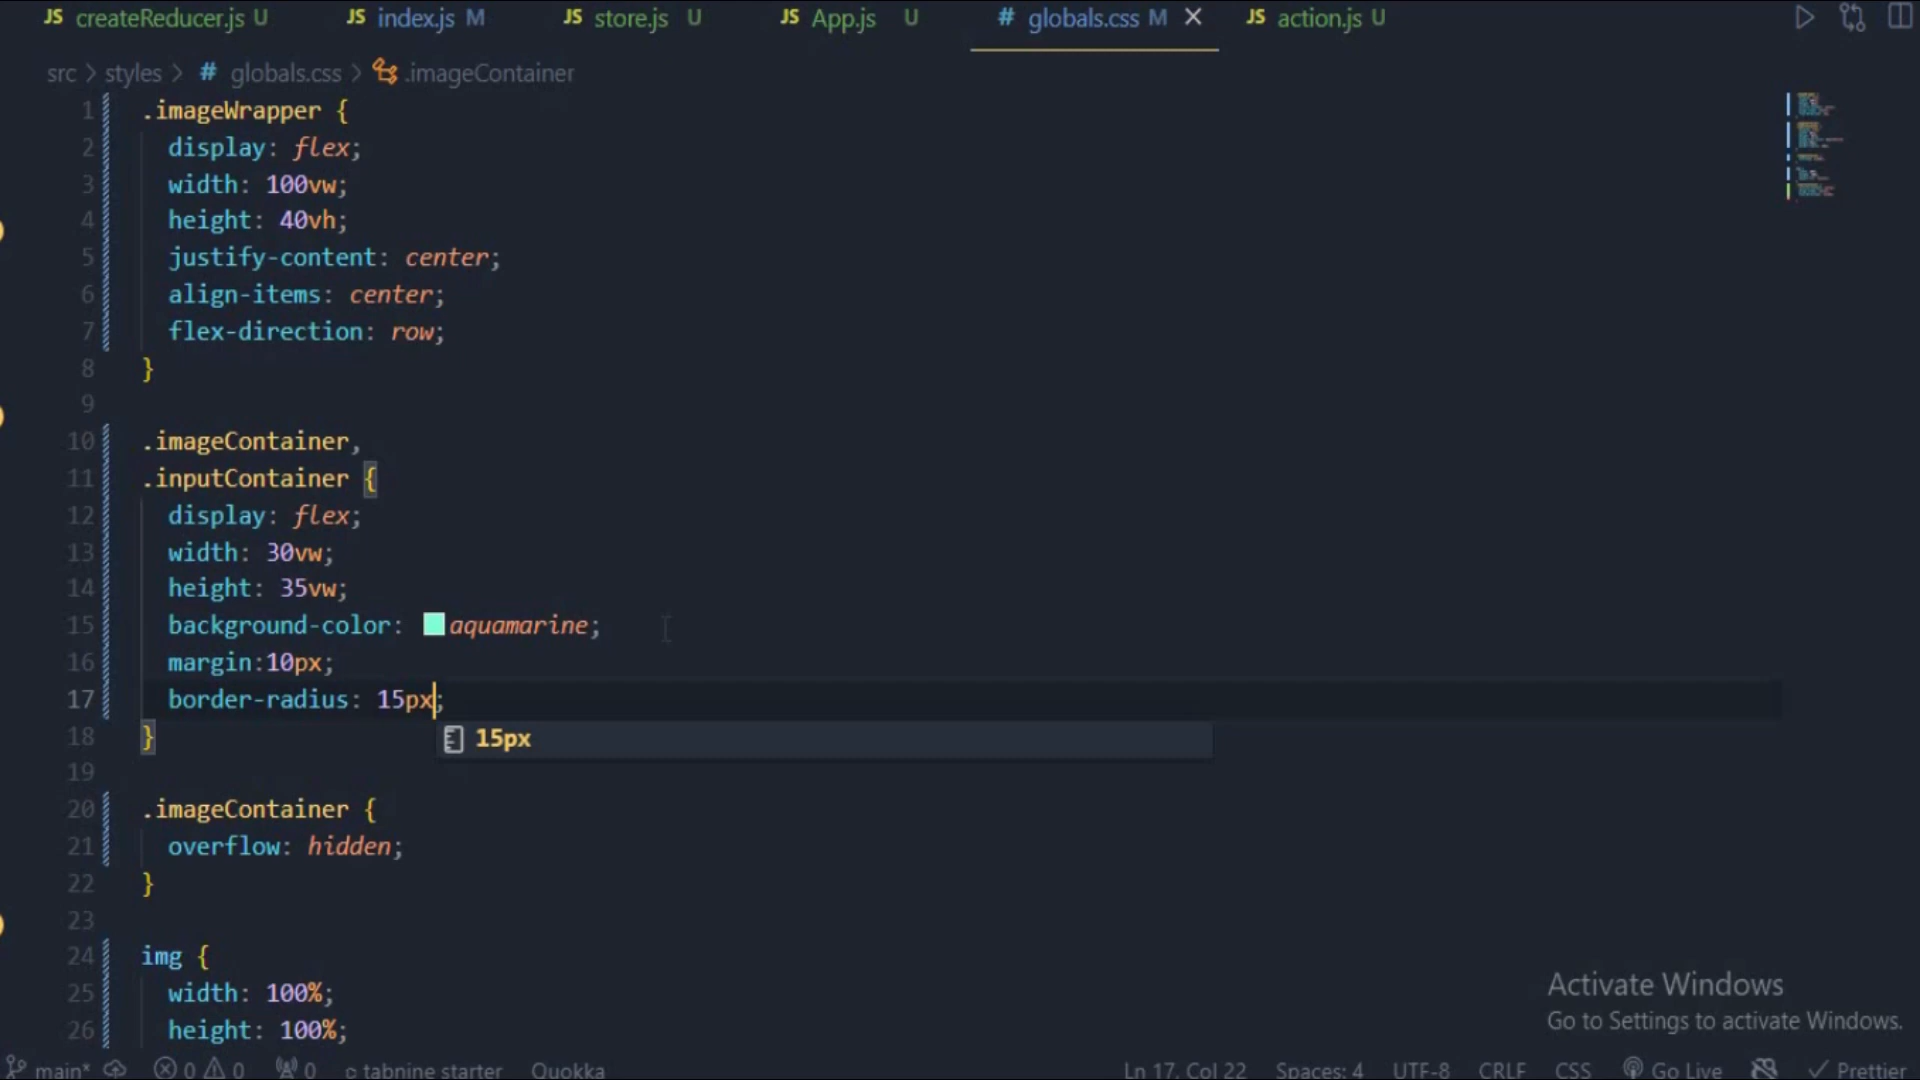 JS createReducer.js U JS index.js M JS store.js U JS App.js U # globals.css M JS action.js U
src > styles > # globals.css > .imageContainer
1 .imageWrapper {
2 display: flex;
3 width: 100vw;
4 height: 40vh;
5 justify-content: center;
6 align-items: center;
7 flex-direction: row;
8 }
9
10 .imageContainer,
11 .inputContainer {
12 display: flex;
13 width: 30vw;
14 height: 35vw;
15 background-color: aquamarine;
16 margin:10px;
17 border-radius: 15px;
18 }
15px
19
20 .imageContainer {
21 overflow: hidden;
22 }
23
24 img {
25 width: 100%;
26 height: 100%;
Activate Windows
Go to Settings to activate Windows.
main* 0 0 0 tabnine starter Quokka Ln 17, Col 22 Spaces: 4 UTF-8 CRLF CSS Go Live Prettier